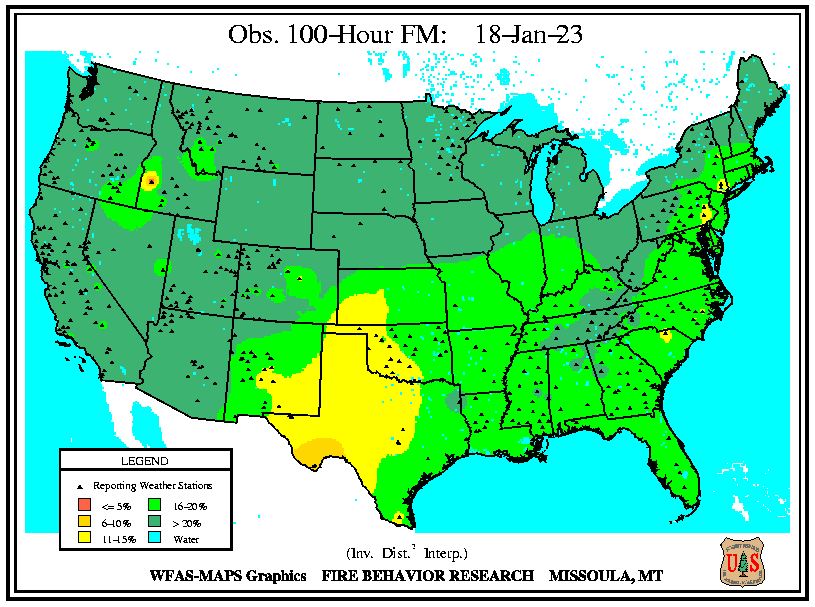 Obs. 100-Hour FM: 18-Jan-23
LEGEND
Reporting Weather Stations
<= 5% 16-20%
6-10% > 20%
11-15% Water
(Inv. Dist.² Interp.)
WFAS-MAPS Graphics FIRE BEHAVIOR RESEARCH MISSOULA, MT
U S